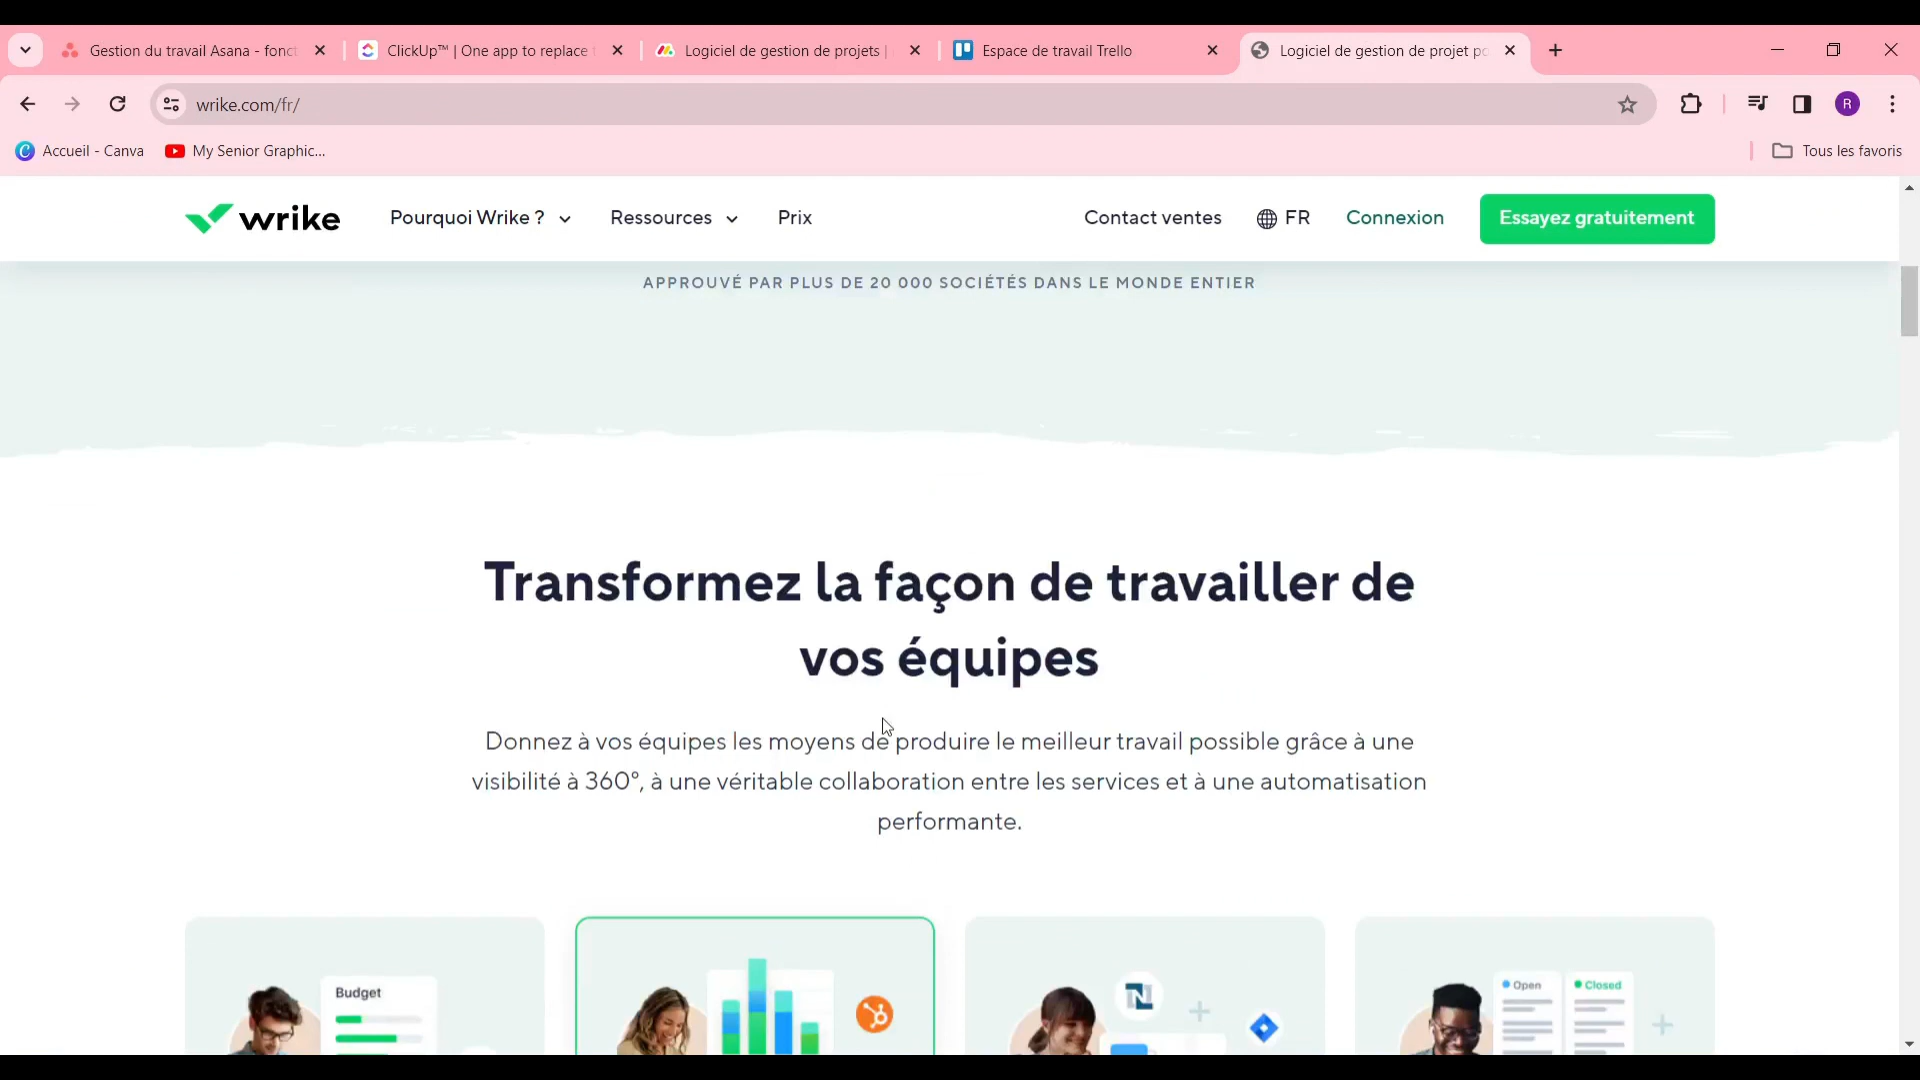 Gestion du travail Asana - fonct
ClickUp™ | One app to replace
Logiciel de gestion de projets |
Espace de travail Trello
Logiciel de gestion de projet po
wrike.com/fr/
R
Accueil - Canva
My Senior Graphic...
Tous les favoris
wrike
Pourquoi Wrike ?
Ressources
Prix
Contact ventes
FR
Connexion
Essayez gratuitement
APPROUVÉ PAR PLUS DE 20 000 SOCIÉTÉS DANS LE MONDE ENTIER
Transformez la façon de travailler de
vos équipes
Donnez à vos équipes les moyens de produire le meilleur travail possible grâce à une
visibilité à 360°, à une véritable collaboration entre les services et à une automatisation
performante.
Budget
Open
Closed